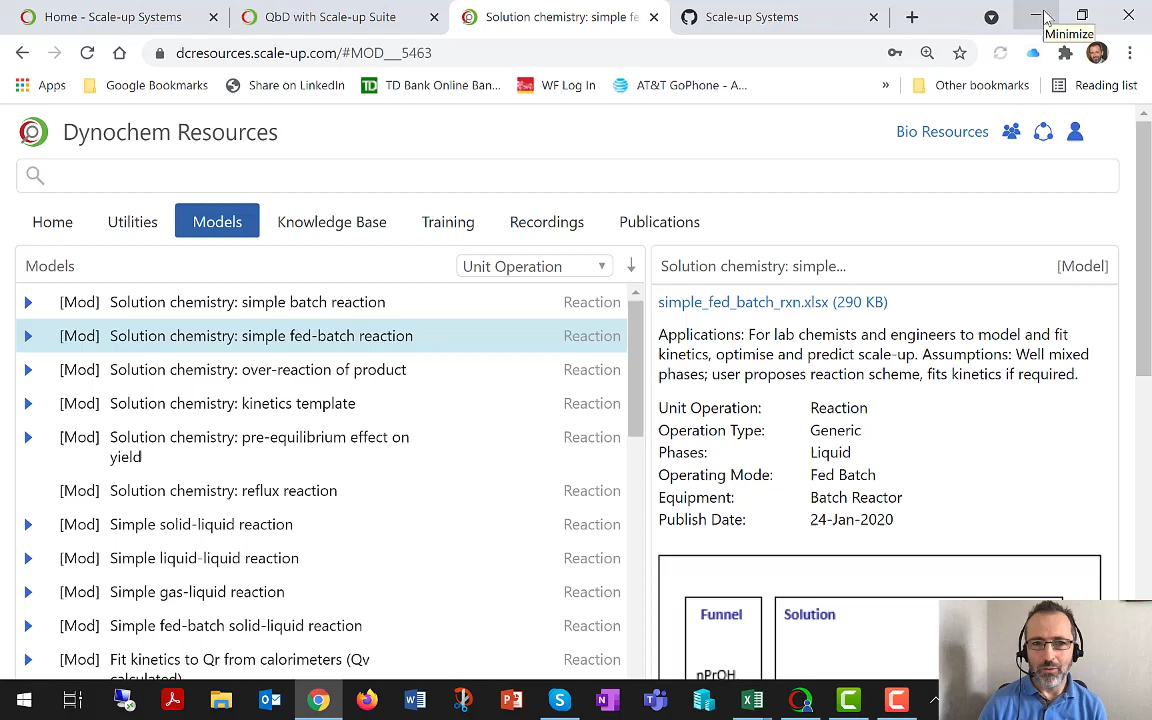 Home - Scale-up Systems
QbD with Scale-up Suite
Solution chemistry: simple fe
Scale-up Systems
Minimize
dcresources.scale-up.com/#MOD__5463
Apps
Google Bookmarks
Share on LinkedIn
TD Bank Online Ban...
WF Log In
AT&T GoPhone - A...
»
Other bookmarks
Reading list
Dynochem Resources
Bio Resources
Home
Utilities
Models
Knowledge Base
Training
Recordings
Publications
Models
Unit Operation
[Mod] Solution chemistry: simple batch reaction Reaction
[Mod] Solution chemistry: simple fed-batch reaction Reaction
[Mod] Solution chemistry: over-reaction of product Reaction
[Mod] Solution chemistry: kinetics template Reaction
[Mod] Solution chemistry: pre-equilibrium effect on Reaction
yield
[Mod] Solution chemistry: reflux reaction Reaction
[Mod] Simple solid-liquid reaction Reaction
[Mod] Simple liquid-liquid reaction Reaction
[Mod] Simple gas-liquid reaction Reaction
[Mod] Simple fed-batch solid-liquid reaction Reaction
[Mod] Fit kinetics to Qr from calorimeters (Qv Reaction
calculated)
Solution chemistry: simple... [Model]
simple_fed_batch_rxn.xlsx (290 KB)
Applications: For lab chemists and engineers to model and fit
kinetics, optimise and predict scale-up. Assumptions: Well mixed
phases; user proposes reaction scheme, fits kinetics if required.
Unit Operation: Reaction
Operation Type: Generic
Phases: Liquid
Operating Mode: Fed Batch
Equipment: Batch Reactor
Publish Date: 24-Jan-2020
Funnel
Solution
nPrOH